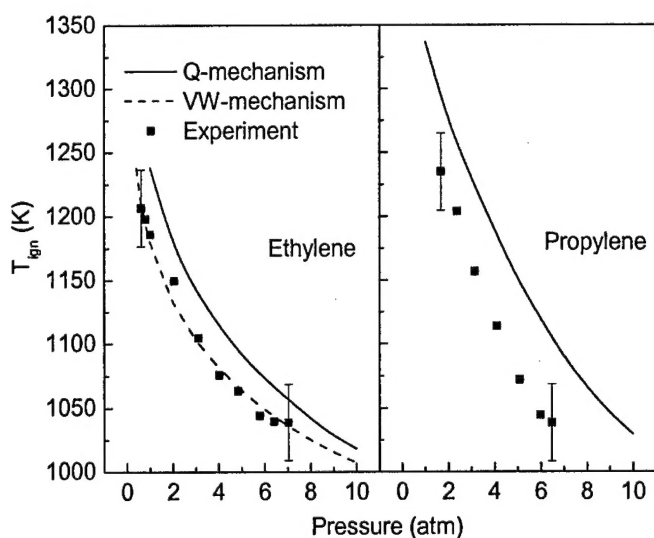 1350
1300
1250
1200
1150
1100
1050
1000
T_ign (K)
Q-mechanism
VW-mechanism
Experiment
Ethylene
Propylene
0 2 4 6 8 10 0 2 4 6 8 10
Pressure (atm)